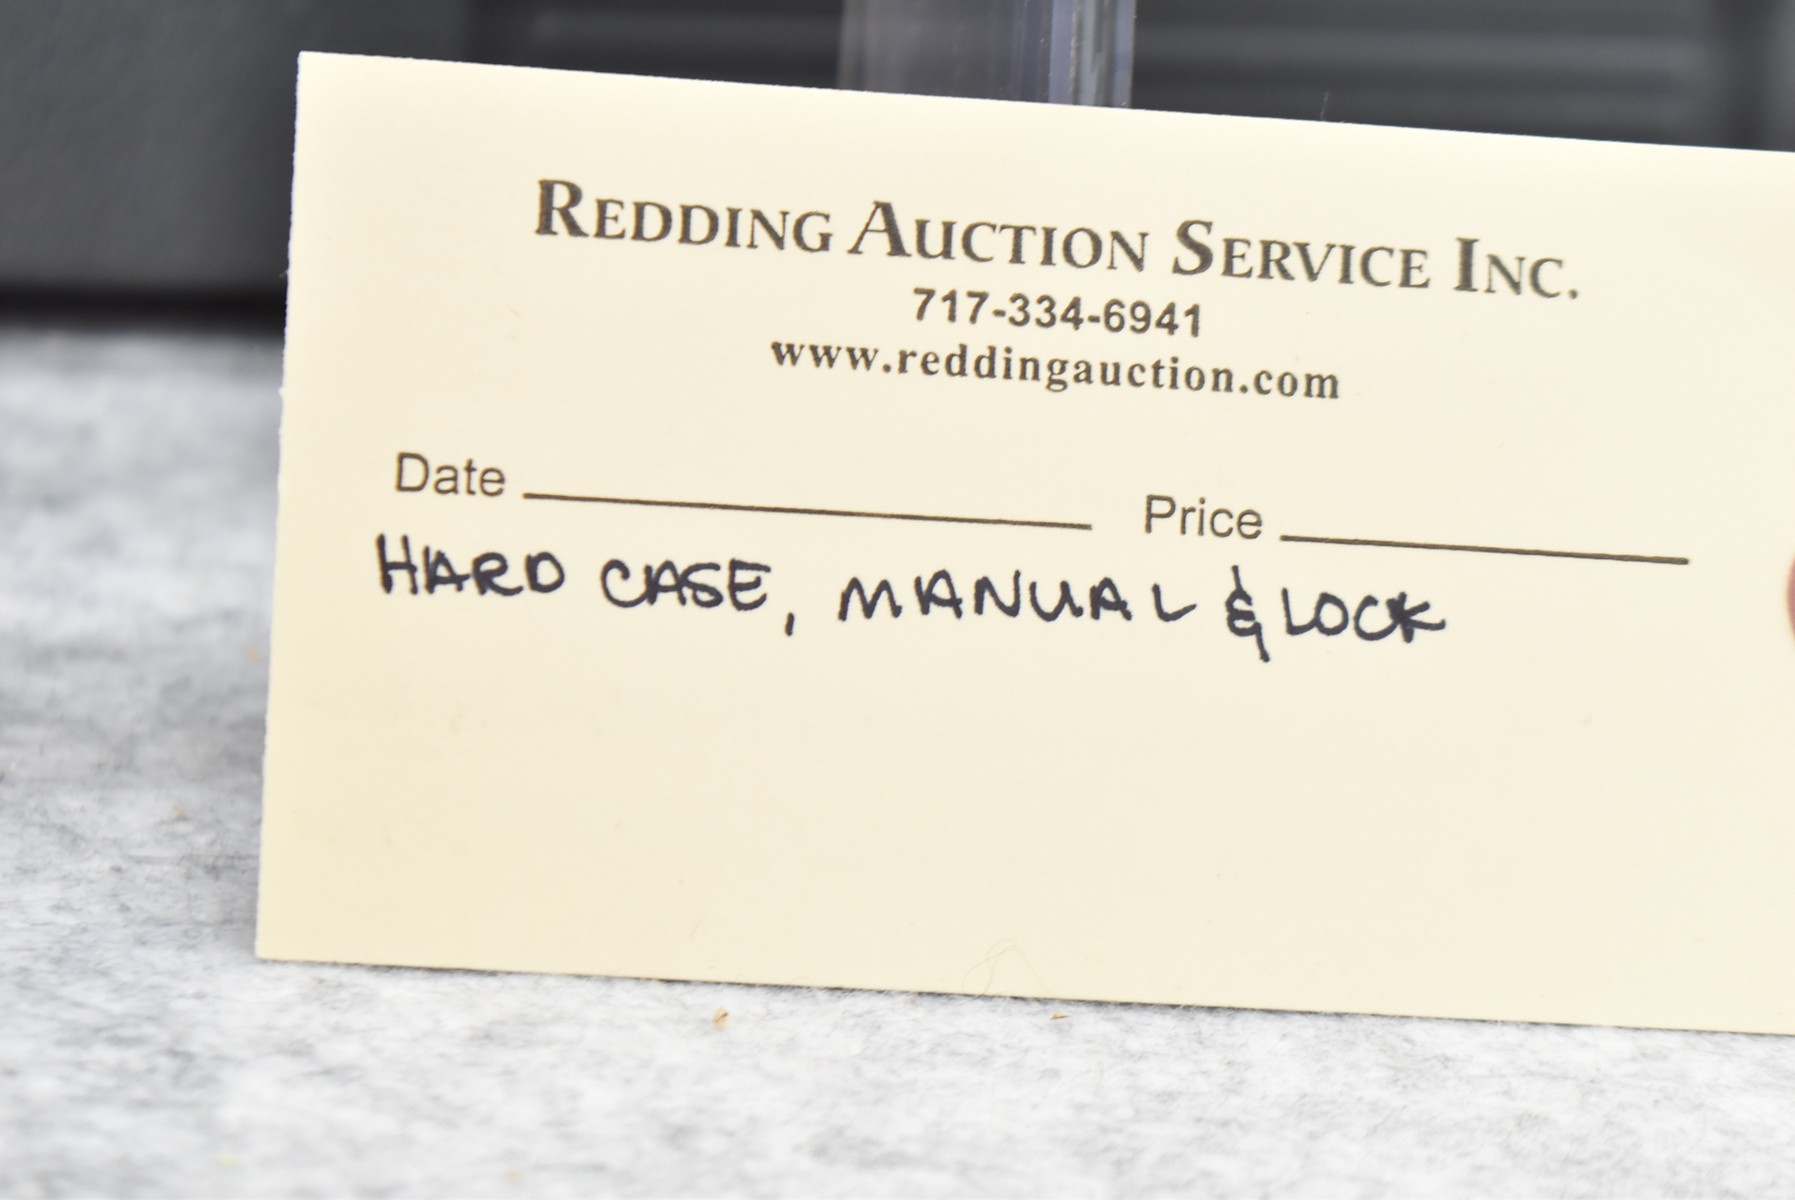 REDDING AUCTION SERVICE INC.
717-334-6941
www.reddingauction.com
Date Price
HARD CASE, MANUAL & LOCK